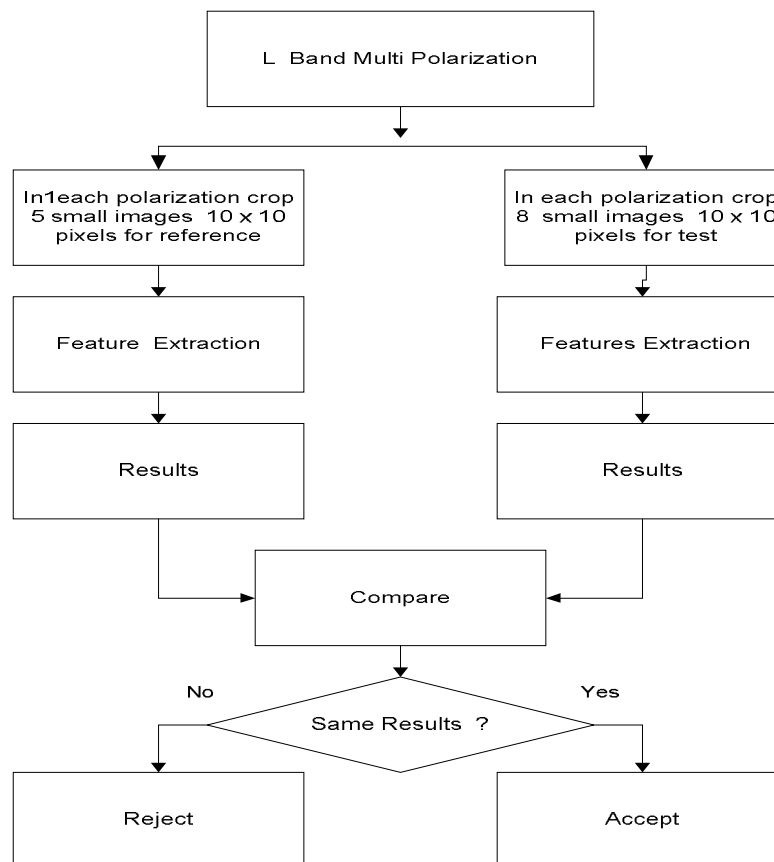 L Band Multi Polarization
In1each polarization crop
5 small images 10 x 10
pixels for reference
In each polarization crop
8 small images 10 x 10
pixels for test
Feature Extraction
Features Extraction
Results
Results
Compare
No
Yes
Same Results ?
Reject
Accept